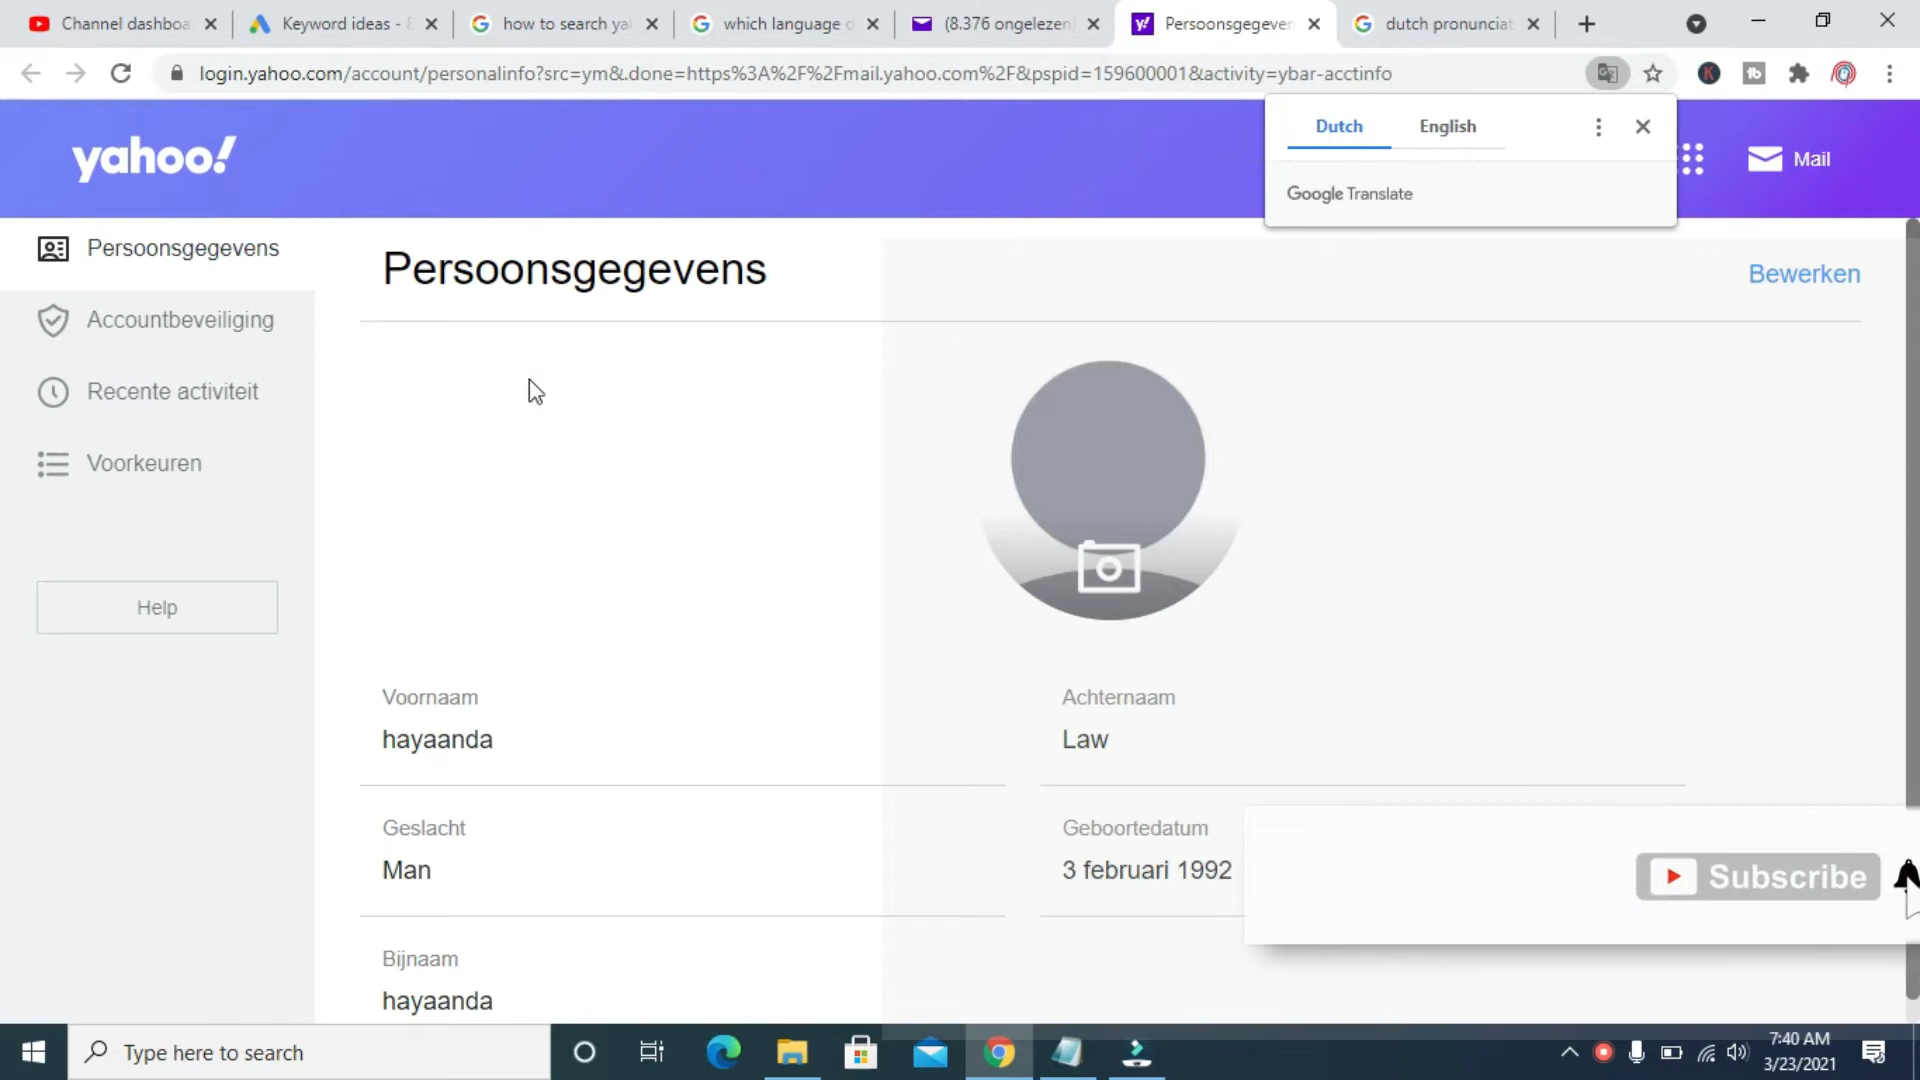 Channel dashboa
Keyword ideas - 8
how to search ya
which language d
(8.376 ongelezen
Persoonsgegeven
dutch pronunciat
login.yahoo.com/account/personalinfo?src=ym&.done=https%3A%2F%2Fmail.yahoo.com%2F&pspid=159600001&activity=ybar-acctinfo
Dutch English
Google Translate
yahoo!
Mail
Persoonsgegevens
Accountbeveiliging
Recente activiteit
Voorkeuren
Help
Persoonsgegevens
Bewerken
Voornaam
hayaanda
Achternaam
Law
Geslacht
Man
Geboortedatum
3 februari 1992
Bijnaam
hayaanda
Subscribe
Type here to search
7:40 AM
3/23/2021